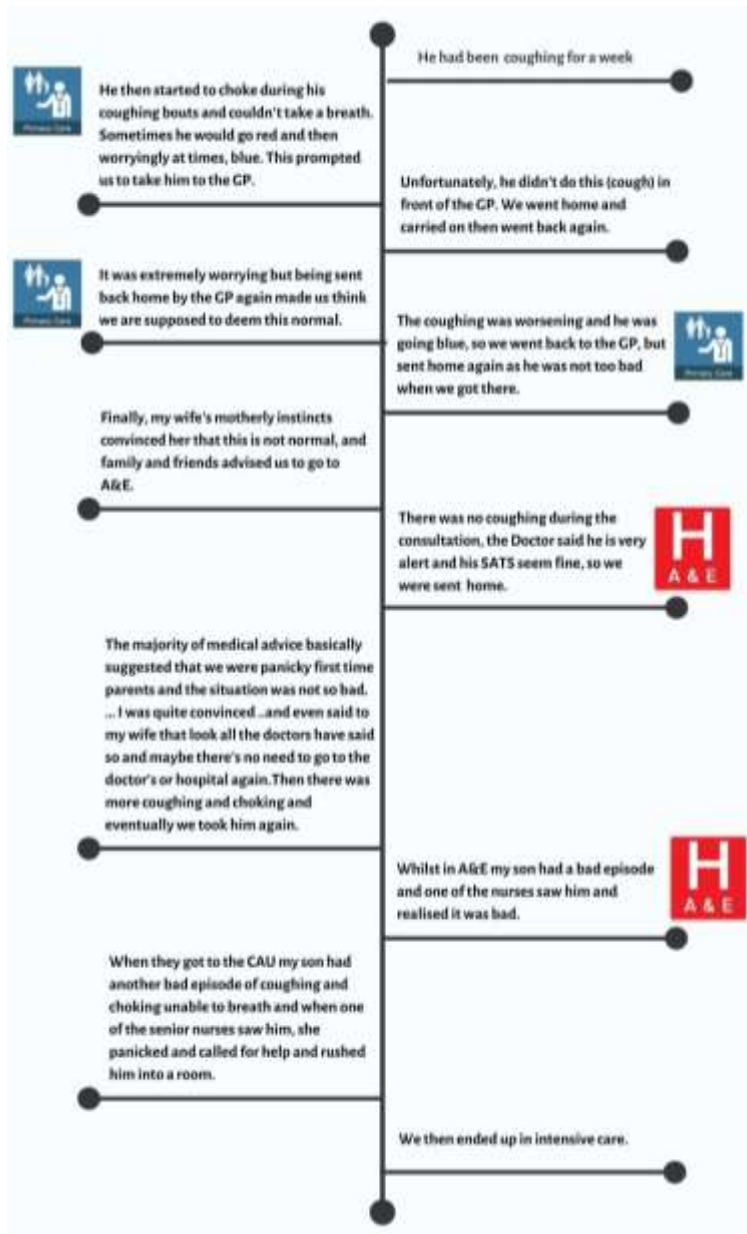 He had been coughing for a week
He then started to choke during his
coughing bouts and couldn't take a breath.
Sometimes he would go red and then
worryingly at times, blue. This prompted
us to take him to the GP.
Primary Care
Unfortunately, he didn't do this (cough) in
front of the GP. We went home and
carried on then went back again.
It was extremely worrying but being sent
back home by the GP again made us think
we are supposed to deem this normal.
Primary Care
The coughing was worsening and he was
going blue, so we went back to the GP, but
sent home again as he was not too bad
when we got there.
Primary Care
Finally, my wife's motherly instincts
convinced her that this is not normal, and
family and friends advised us to go to
A&E.
There was no coughing during the
consultation, the Doctor said he is very
alert and his SATS seem fine, so we
were sent home.
H
A & E
The majority of medical advice basically
suggested that we were panicky first time
parents and the situation was not so bad.
... I was quite convinced ..and even said to
my wife that look all the doctors have said
so and maybe there's no need to go to the
doctor's or hospital again.Then there was
more coughing and choking and
eventually we took him again.
Whilst in A&E my son had a bad episode
and one of the nurses saw him and
realised it was bad.
H
A & E
When they got to the CAU my son had
another bad episode of coughing and
choking unable to breath and when one
of the senior nurses saw him, she
panicked and called for help and rushed
him into a room.
We then ended up in intensive care.